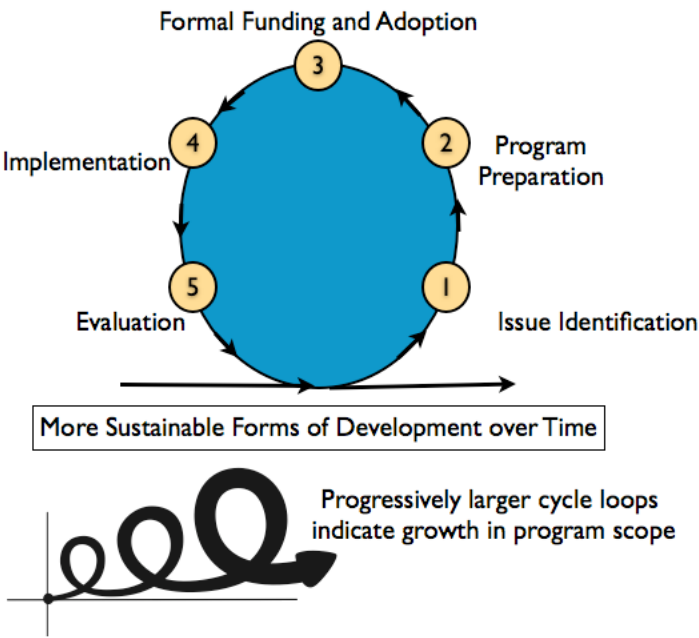 Formal Funding and Adoption
3
4
2
Implementation
Program
Preparation
5
1
Evaluation
Issue Identification
More Sustainable Forms of Development over Time
Progressively larger cycle loops
indicate growth in program scope